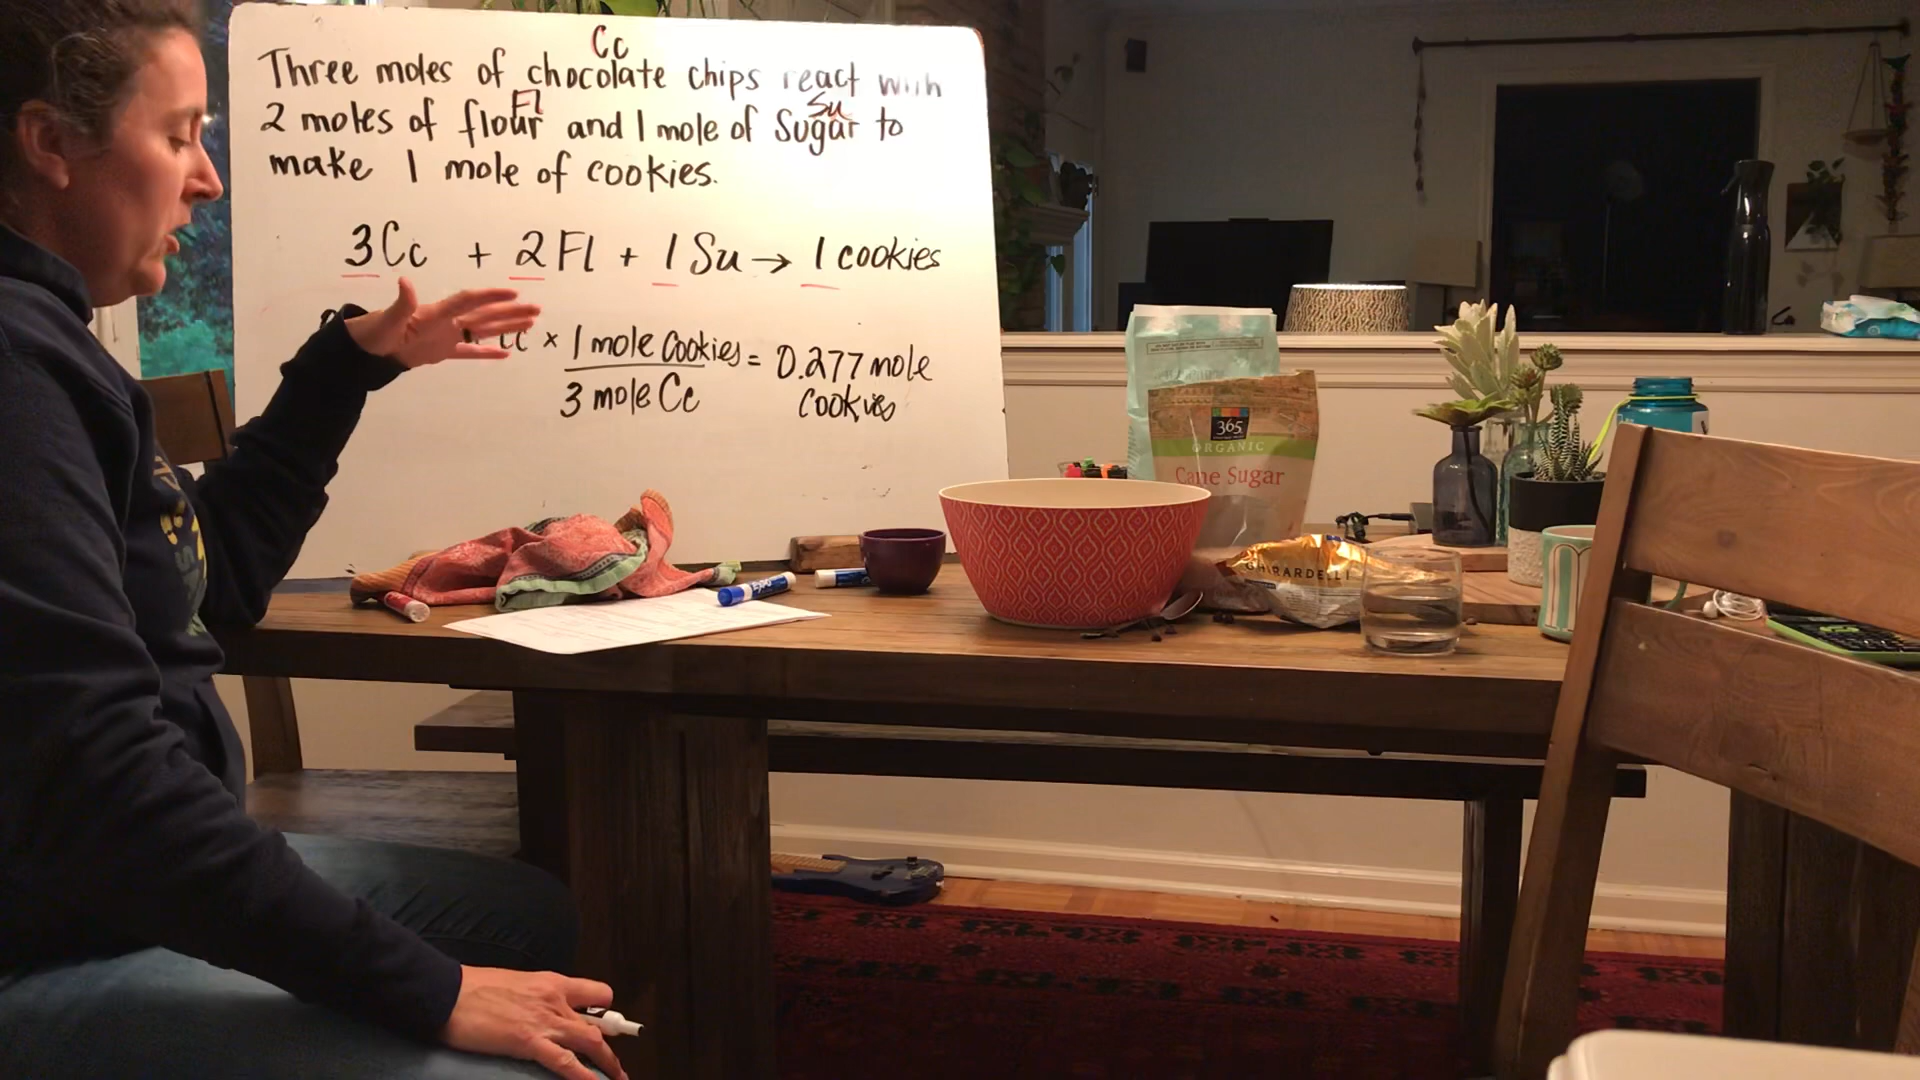 Cc
Three moles of chocolate chips react with
Fl Su
2 moles of flour and 1 mole of Sugar to
make 1 mole of cookies.
3Cc + 2Fl + 1Su → 1 cookies
Cc × 1 mole Cookies = 0.277 mole
3 mole Cc cookies
365
ORGANIC
Cane Sugar
GHIRARDELLI
EXPO